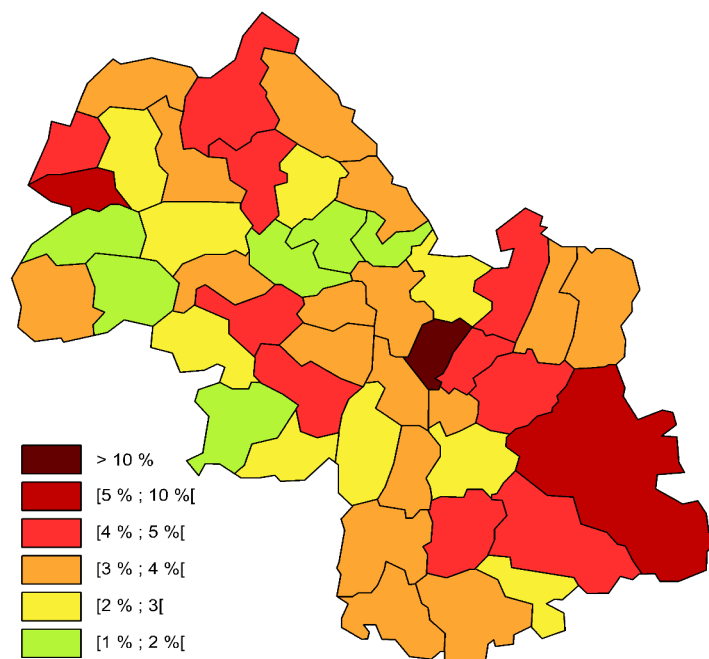 > 10 %
[5 % ; 10 %[
[4 % ; 5 %[
[3 % ; 4 %[
[2 % ; 3[
[1 % ; 2 %[